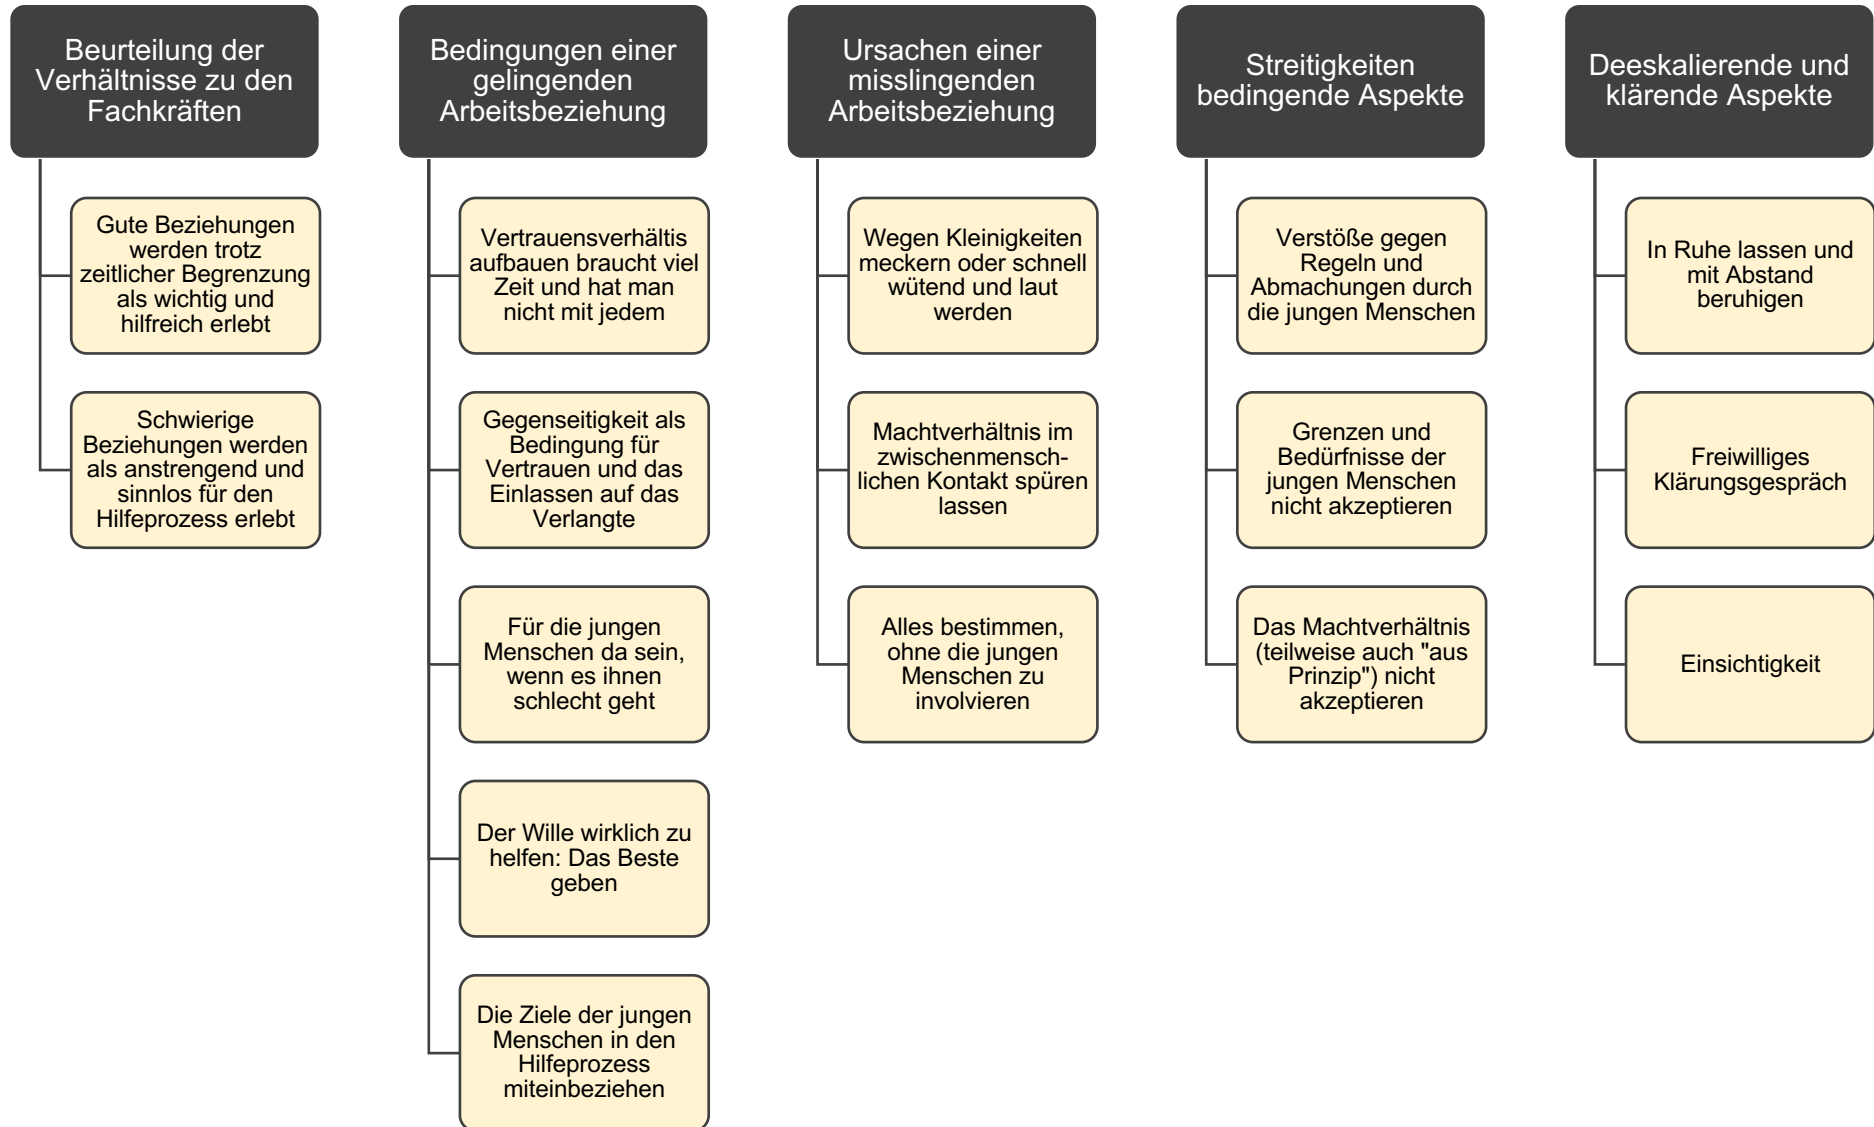 Beurteilung der
Verhältnisse zu den
Fachkräften
Gute Beziehungen
werden trotz
zeitlicher Begrenzung
als wichtig und
hilfreich erlebt
Schwierige
Beziehungen werden
als anstrengend und
sinnlos für den
Hilfeprozess erlebt
Bedingungen einer
gelingenden
Arbeitsbeziehung
Vertrauensverhältis
aufbauen braucht viel
Zeit und hat man
nicht mit jedem
Gegenseitigkeit als
Bedingung für
Vertrauen und das
Einlassen auf das
Verlangte
Für die jungen
Menschen da sein,
wenn es ihnen
schlecht geht
Der Wille wirklich zu
helfen: Das Beste
geben
Die Ziele der jungen
Menschen in den
Hilfeprozess
miteinbeziehen
Ursachen einer
misslingenden
Arbeitsbeziehung
Wegen Kleinigkeiten
meckern oder schnell
wütend und laut
werden
Machtverhältnis im
zwischenmensch-
lichen Kontakt spüren
lassen
Alles bestimmen,
ohne die jungen
Menschen zu
involvieren
Streitigkeiten
bedingende Aspekte
Verstöße gegen
Regeln und
Abmachungen durch
die jungen Menschen
Grenzen und
Bedürfnisse der
jungen Menschen
nicht akzeptieren
Das Machtverhältnis
(teilweise auch "aus
Prinzip") nicht
akzeptieren
Deeskalierende und
klärende Aspekte
In Ruhe lassen und
mit Abstand
beruhigen
Freiwilliges
Klärungsgespräch
Einsichtigkeit